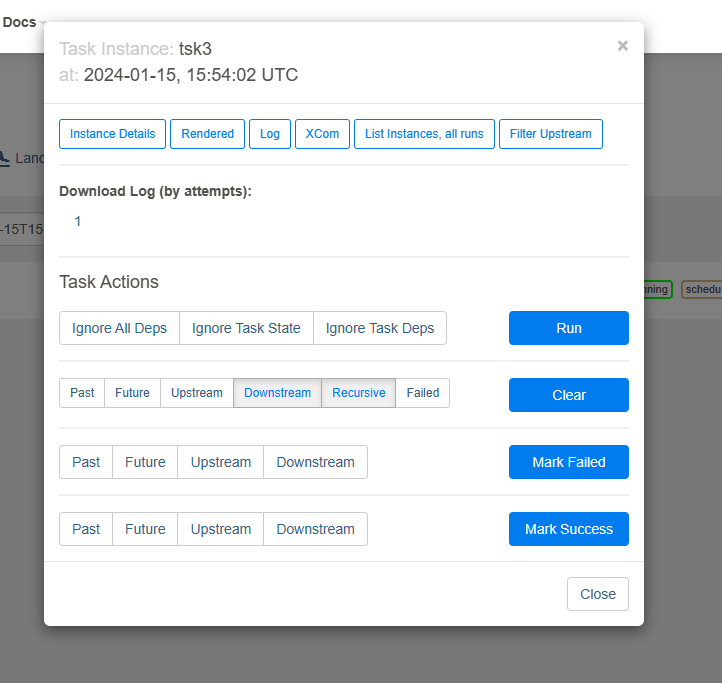 Docs
Task Instance: tsk3
×
at: 2024-01-15, 15:54:02 UTC
Instance Details Rendered Log XCom List Instances, all runs Filter Upstream
Download Log (by attempts):
1
-15T15
Task Actions
Ignore All Deps Ignore Task State Ignore Task Deps Run
Past Future Upstream Downstream Recursive Failed Clear
Past Future Upstream Downstream Mark Failed
Past Future Upstream Downstream Mark Success
Close